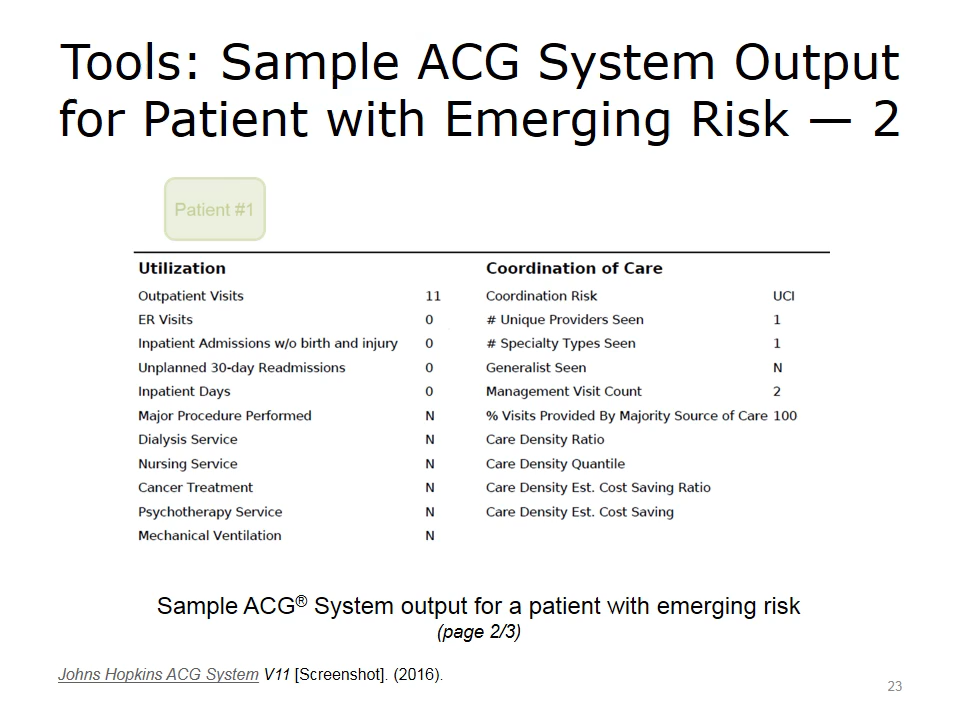 Tools: Sample ACG System Output
for Patient with Emerging Risk — 2
Patient #1
Utilization
Outpatient Visits 11
ER Visits 0
Inpatient Admissions w/o birth and injury 0
Unplanned 30-day Readmissions 0
Inpatient Days 0
Major Procedure Performed N
Dialysis Service N
Nursing Service N
Cancer Treatment N
Psychotherapy Service N
Mechanical Ventilation N
Coordination of Care
Coordination Risk UCI
# Unique Providers Seen 1
# Specialty Types Seen 1
Generalist Seen N
Management Visit Count 2
% Visits Provided By Majority Source of Care 100
Care Density Ratio
Care Density Quantile
Care Density Est. Cost Saving Ratio
Care Density Est. Cost Saving
Sample ACG® System output for a patient with emerging risk
(page 2/3)
Johns Hopkins ACG System V11 [Screenshot]. (2016).
23